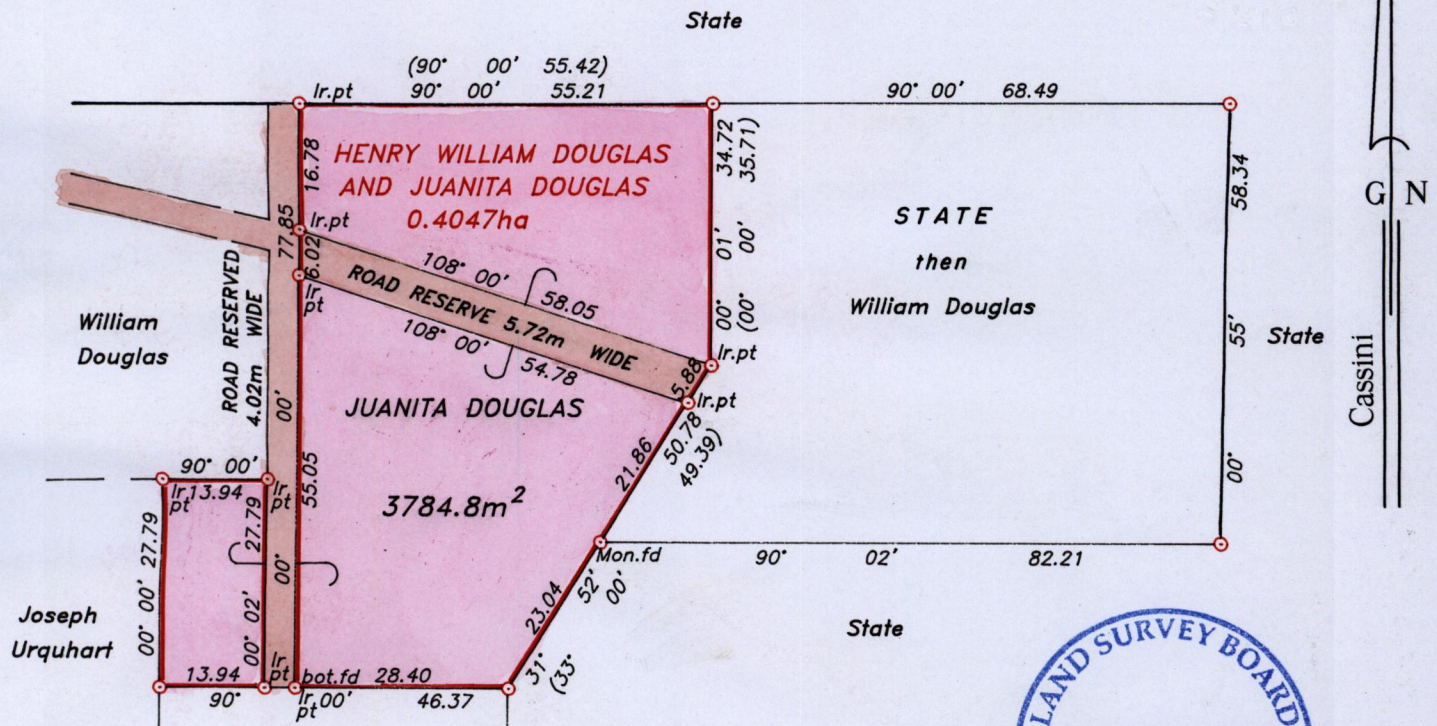 State
(90° 00' 55.42)
90° 00' 55.21
Ir.pt
90° 00' 68.49
16.78
34.72
35.71)
58.34
HENRY WILLIAM DOUGLAS
AND JUANITA DOUGLAS
0.4047ha
G N
STATE
then
William Douglas
77.85
Ir.pt
6.02
Ir.
pt
108° 00' 58.05
ROAD RESERVE 5.72m WIDE
108° 00' 54.78
01'
00'
00°
(00°
William
Douglas
ROAD RESERVED
4.02m WIDE
State
55'
Cassini
Ir.pt
5.88
Ir.pt
JUANITA DOUGLAS
00'
50.78
49.39)
21.86
00°
90° 00'
Ir.
pt
13.94
Ir.
pt
55.05
3784.8m²
27.79
27.79
Mon.fd
90° 02' 82.21
00° 00'
00°
00° 02'
23.04
52'
00'
Joseph
Urquhart
State
LAND SURVEY BOARD
13.94
Ir.
pt
bot.fd
28.40
31°
(33°
90°
Ir.
pt
00'
46.37